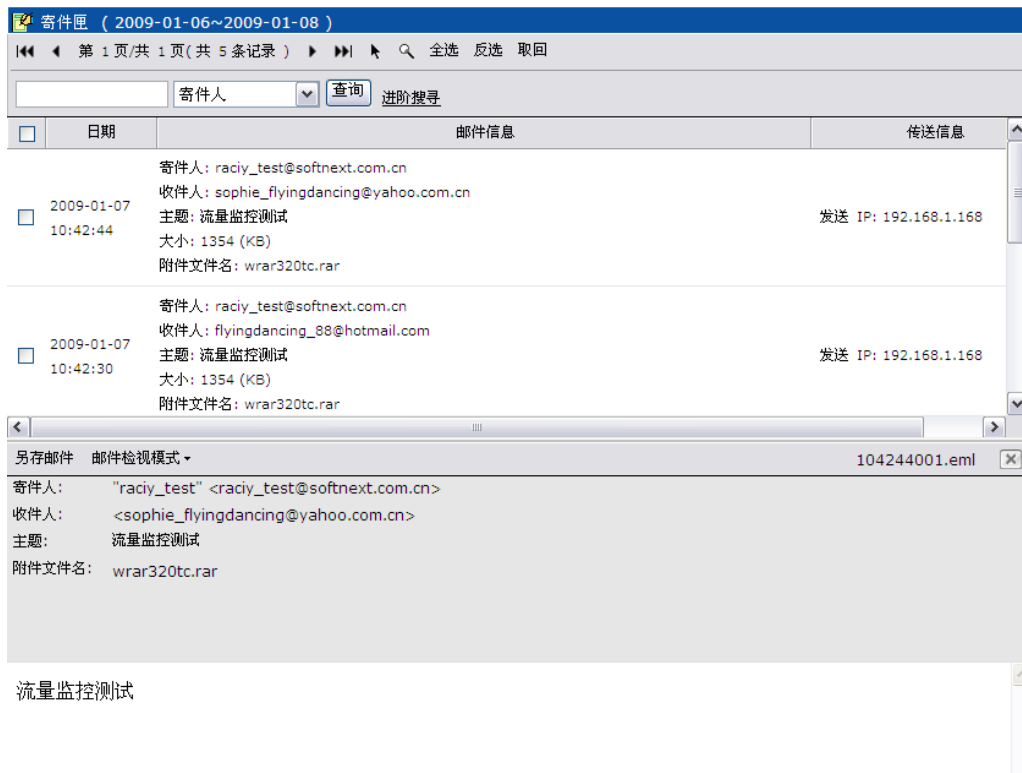 寄件匣 ( 2009-01-06~2009-01-08 )
第 1 页/共 1 页( 共 5 条记录 ) 全选 反选 取回
寄件人 查询 进阶搜寻
日期 邮件信息 传送信息
寄件人: raciy_test@softnext.com.cn
收件人: sophie_flyingdancing@yahoo.com.cn
2009-01-07
10:42:44
主题: 流量监控测试
大小: 1354 (KB)
附件文件名: wrar320tc.rar
发送 IP: 192.168.1.168
寄件人: raciy_test@softnext.com.cn
收件人: flyingdancing_88@hotmail.com
2009-01-07
10:42:30
主题: 流量监控测试
大小: 1354 (KB)
附件文件名: wrar320tc.rar
发送 IP: 192.168.1.168
另存邮件 邮件检视模式 104244001.eml
寄件人: "raciy_test" <raciy_test@softnext.com.cn>
收件人: <sophie_flyingdancing@yahoo.com.cn>
主题: 流量监控测试
附件文件名: wrar320tc.rar
流量监控测试